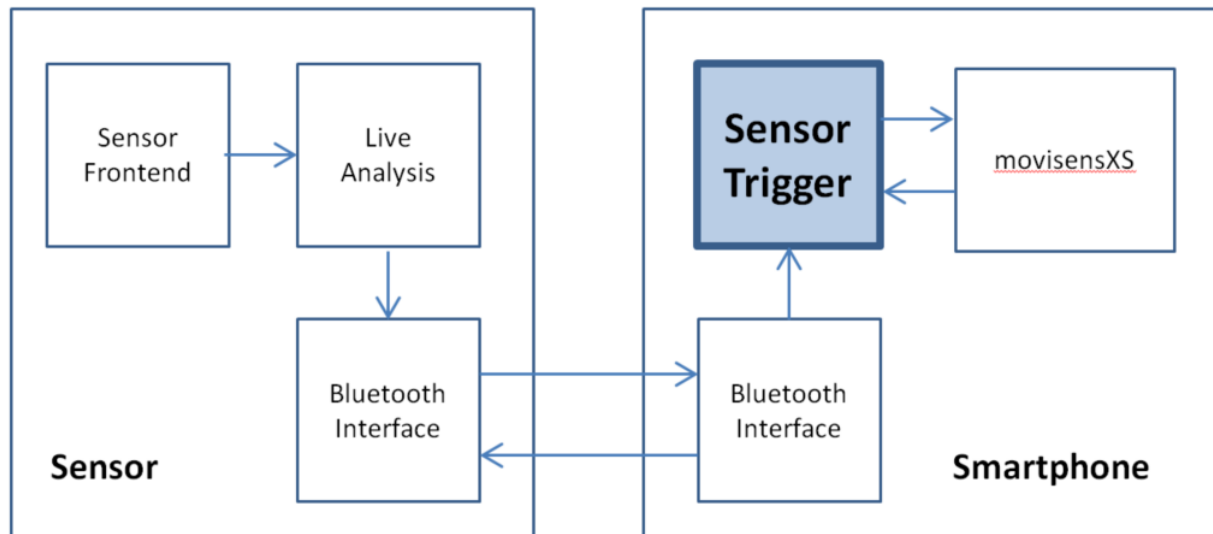 Sensor
Frontend
Live
Analysis
Bluetooth
Interface
Sensor
Sensor
Trigger
movisensXS
Bluetooth
Interface
Smartphone